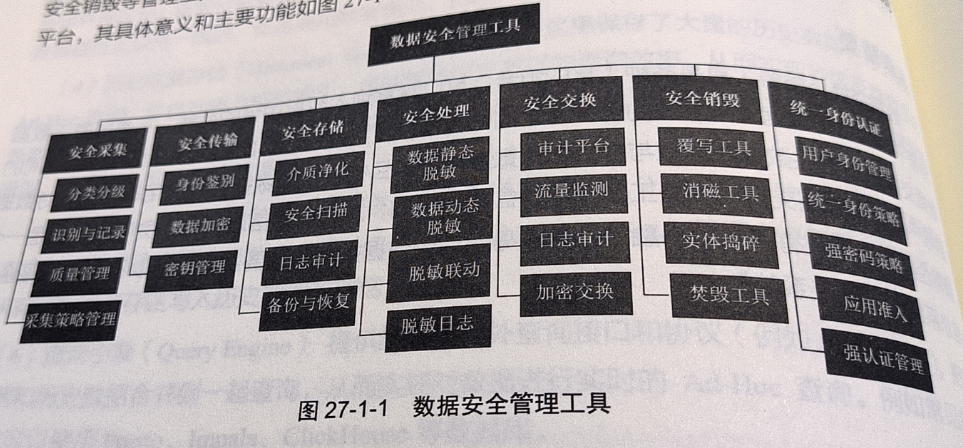 安全销毁等管理工
平台，其具体意义和主要功能如图 27-1-
数据安全管理工具
安全采集
分类分级
识别与记录
质量管理
采集策略管理
安全传输
身份鉴别
数据加密
密钥管理
安全存储
介质净化
安全扫描
日志审计
备份与恢复
安全处理
数据静态
脱敏
数据动态
脱敏
脱敏联动
脱敏日志
安全交换
审计平台
流量监测
日志审计
加密交换
安全销毁
覆写工具
消磁工具
实体捣碎
焚毁工具
统一身份认证
用户身份管理
统一身份策略
强密码策略
应用准入
强认证管理
图 27-1-1 数据安全管理工具